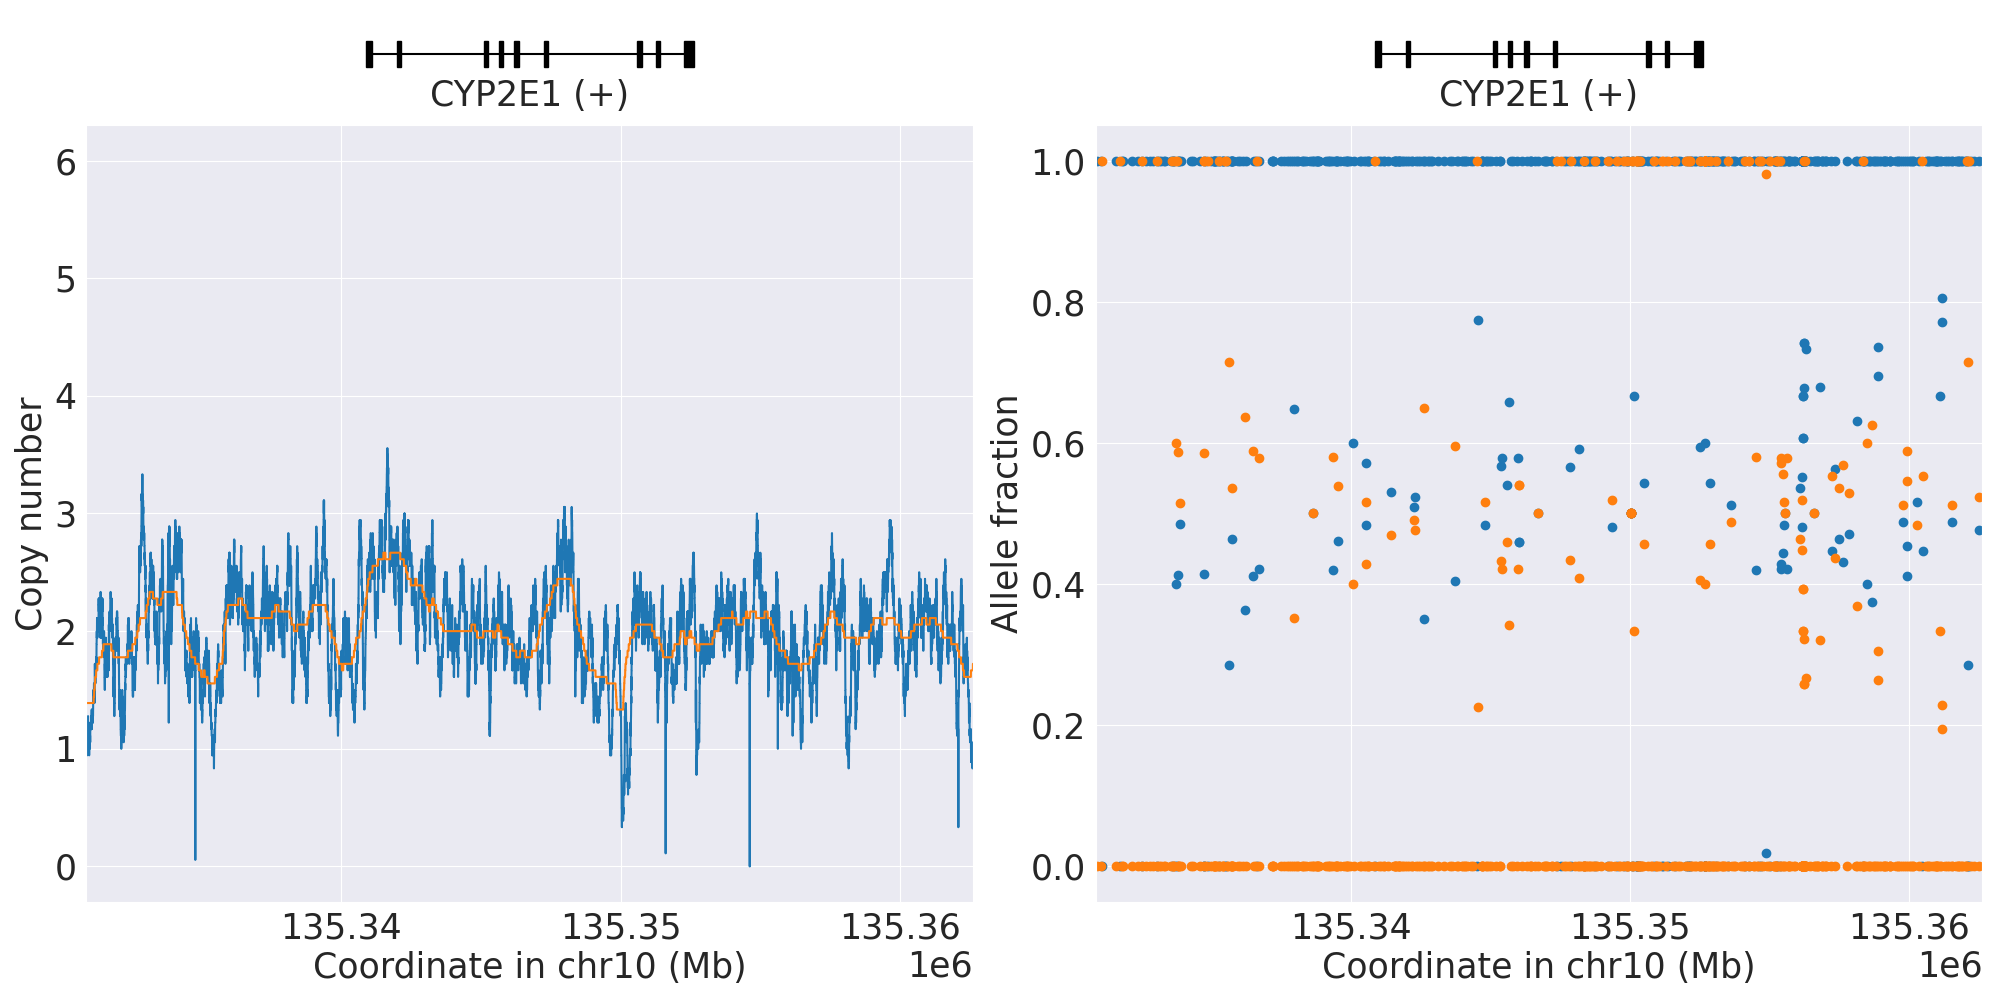 CYP2E1 (+)
CYP2E1 (+)
Copy number
6
5
4
3
2
1
0
135.34 135.35 135.36
Coordinate in chr10 (Mb)
1e6
Allele fraction
1.0
0.8
0.6
0.4
0.2
0.0
135.34 135.35 135.36
Coordinate in chr10 (Mb)
1e6